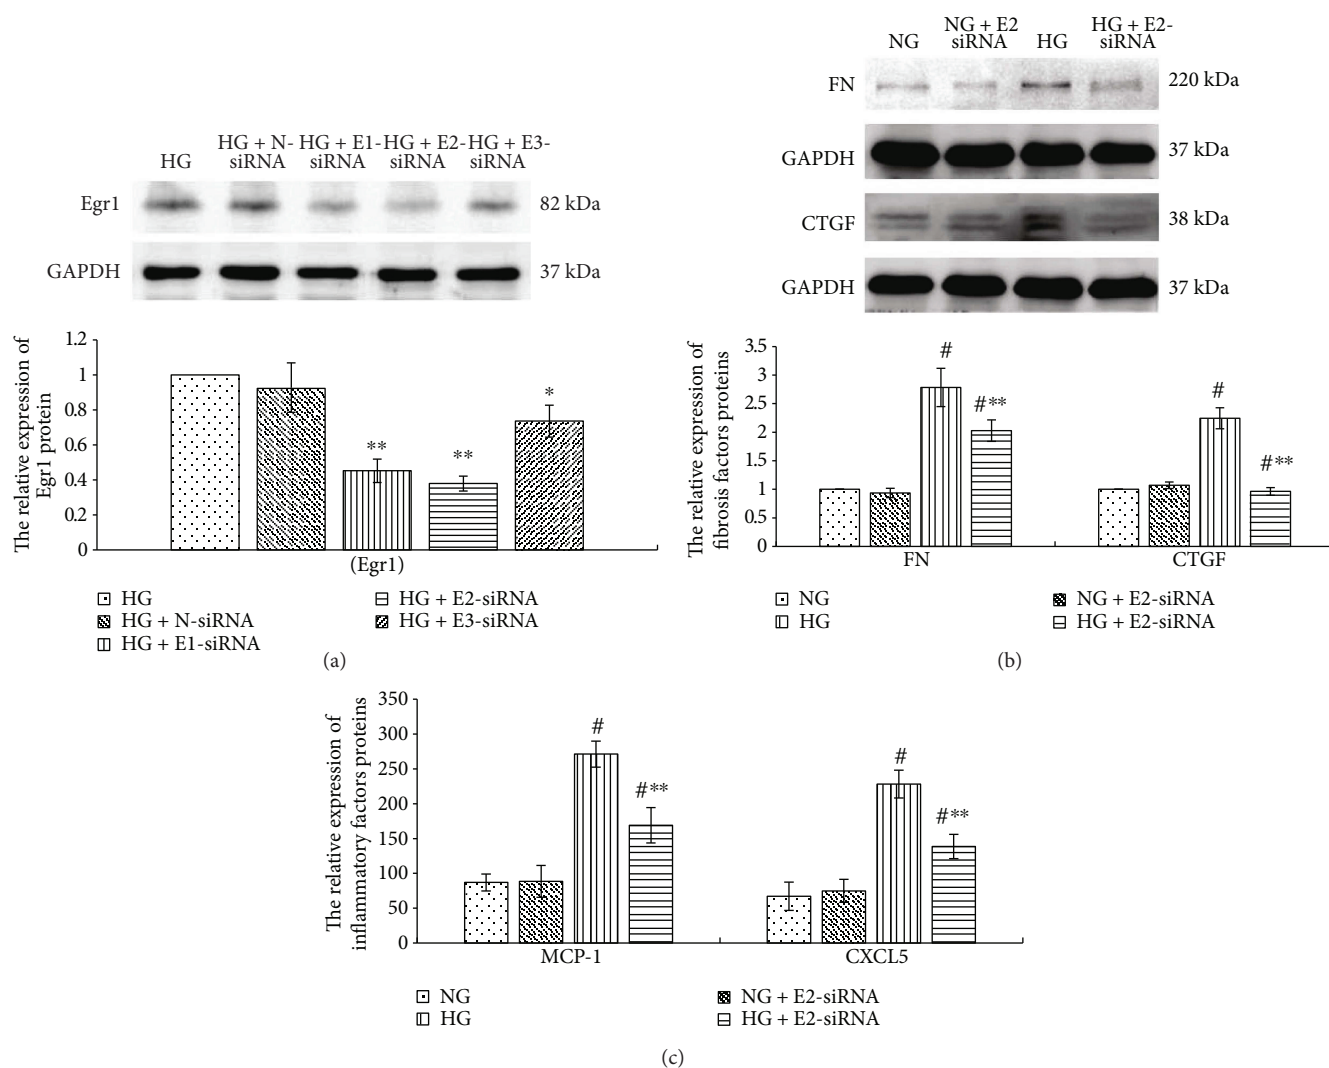 HG
HG + N-siRNA
HG + E1-siRNA
HG + E2-siRNA
HG + E3-siRNA
Egr1
82 kDa
GAPDH
37 kDa
The relative expression of
Egr1 protein
1.2
1
0.8
0.6
0.4
0.2
0
**
**
*
(Egr1)
HG
HG + N-siRNA
HG + E1-siRNA
HG + E2-siRNA
HG + E3-siRNA
(a)
NG
NG + E2
siRNA
HG
HG + E2-
siRNA
FN
220 kDa
GAPDH
37 kDa
CTGF
38 kDa
GAPDH
37 kDa
The relative expression of
fibrosis factors proteins
3.5
3
2.5
2
1.5
1
0.5
0
#
#**
#
#**
FN
CTGF
NG
HG
NG + E2-siRNA
HG + E2-siRNA
(b)
The relative expression of
inflammatory factors proteins
350
300
250
200
150
100
50
0
#
#**
#
#**
MCP-1
CXCL5
NG
HG
NG + E2-siRNA
HG + E2-siRNA
(c)